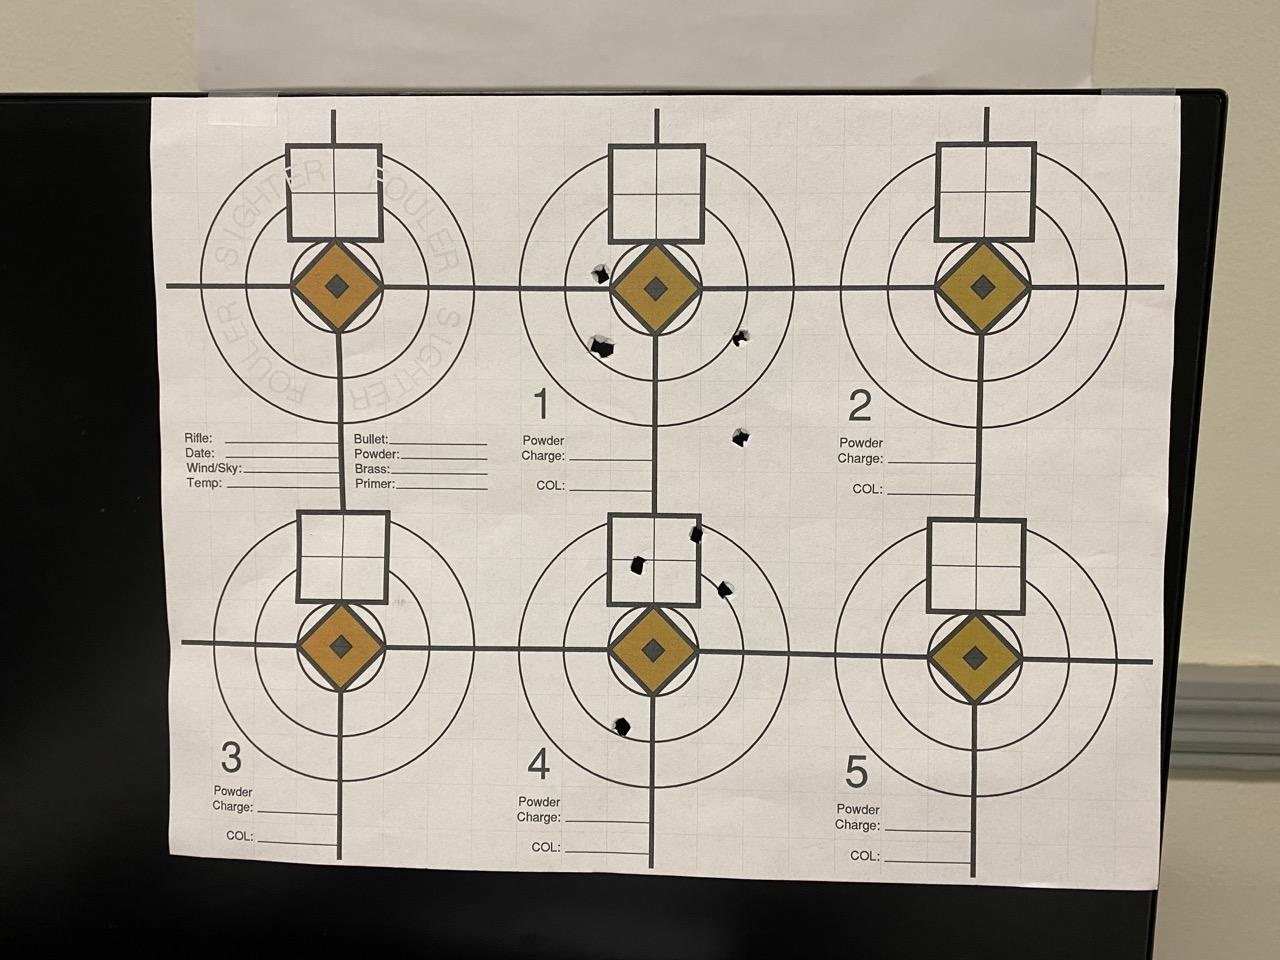 SIGHTER FOULER SIGHTER FOULER
1
2
Rifle:
Date:
Wind/Sky:
Temp:
Bullet:
Powder:
Brass:
Primer:
Powder
Charge:
COL:
Powder
Charge:
COL:
3
Powder
Charge:
COL:
4
Powder
Charge:
COL:
5
Powder
Charge:
COL: